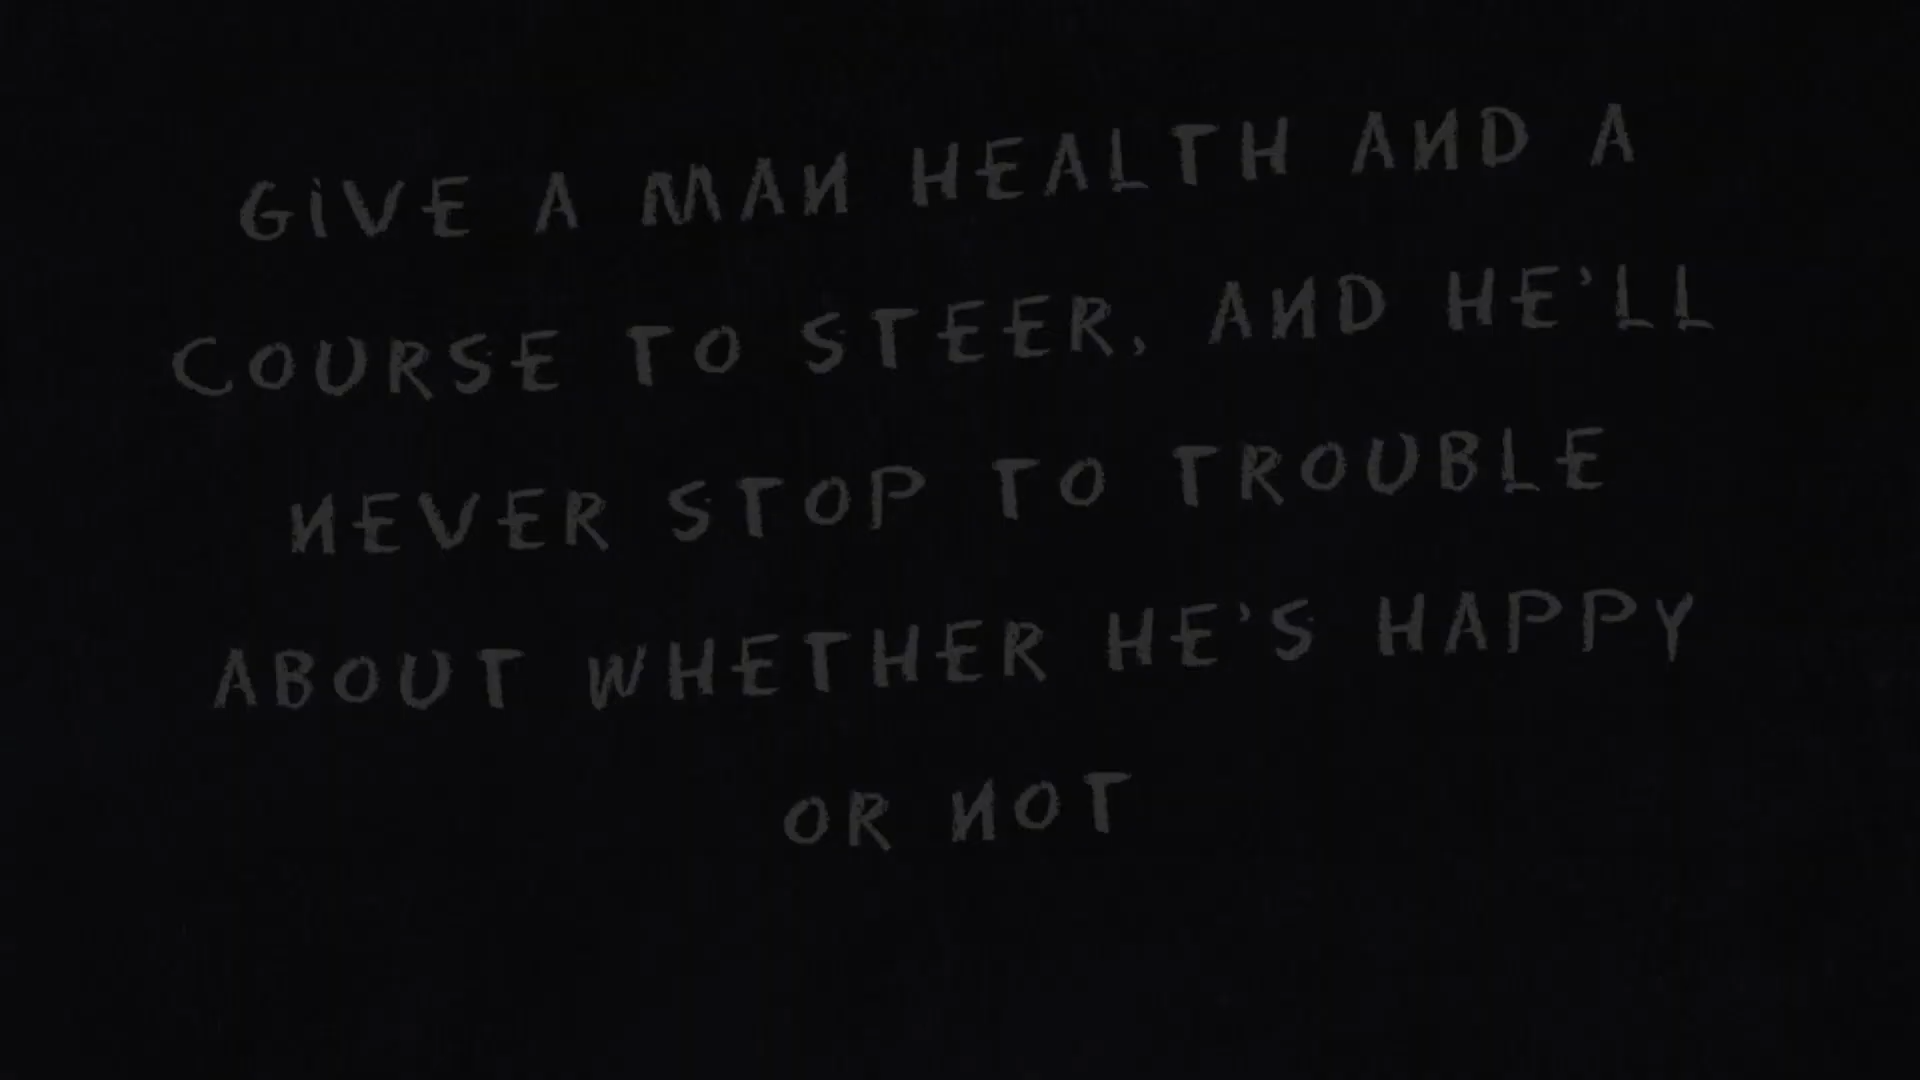 GIVE A MAN HEALTH AND A
COURSE TO STEER, AND HE'LL
NEVER STOP TO TROUBLE
ABOUT WHETHER HE'S HAPPY
OR NOT